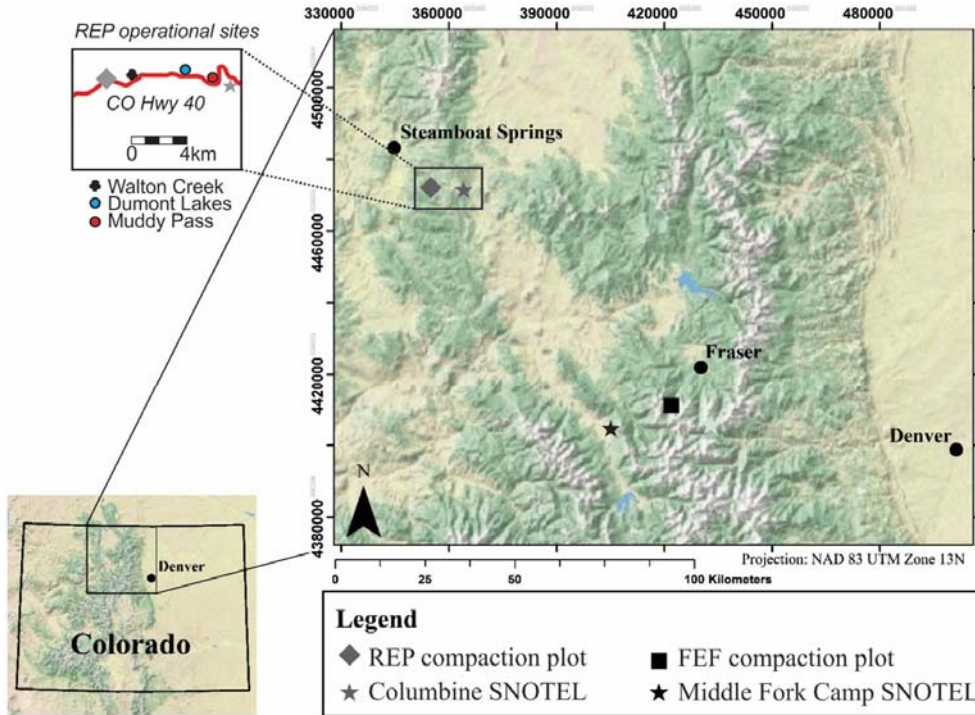 330000 360000 390000 420000 450000 480000
REP operational sites
CO Hwy 40
0 4km
Walton Creek
Dumont Lakes
Muddy Pass
4500000
Steamboat Springs
4460000
Fraser
4420000
Denver
N
4380000
Projection: NAD 83 UTM Zone 13N
0 25 50 100 Kilometers
Denver
Colorado
Legend
REP compaction plot
FEF compaction plot
Columbine SNOTEL
Middle Fork Camp SNOTEL